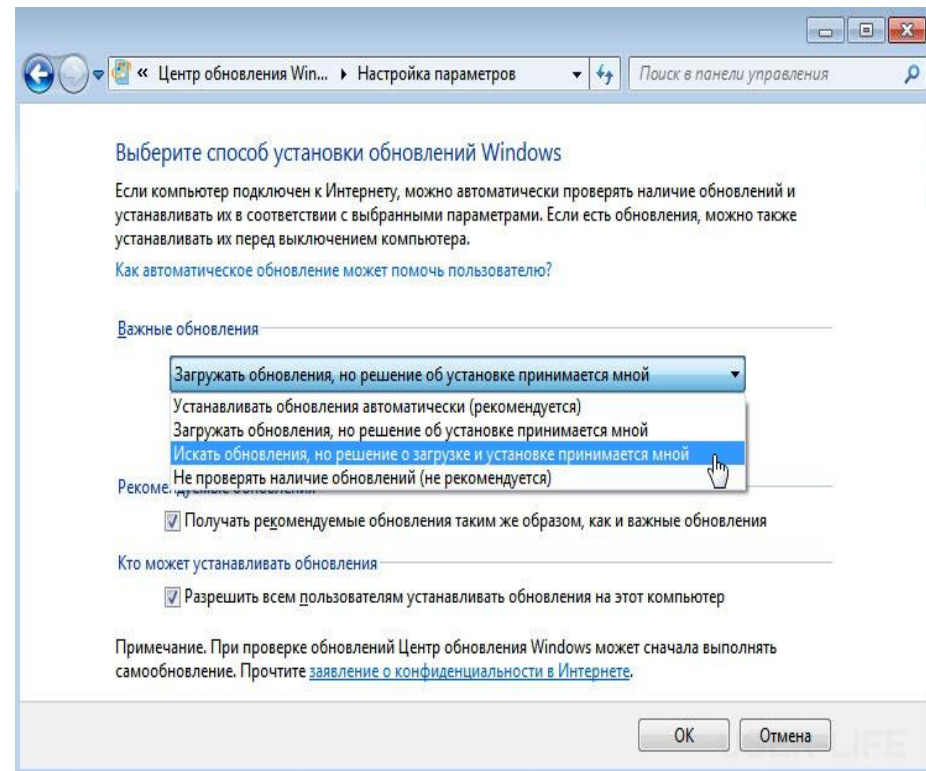 « Центр обновления Win... Настройка параметров Поиск в панели управления
Выберите способ установки обновлений Windows
Если компьютер подключен к Интернету, можно автоматически проверять наличие обновлений и
устанавливать их в соответствии с выбранными параметрами. Если есть обновления, можно также
устанавливать их перед выключением компьютера.
Как автоматическое обновление может помочь пользователю?
Важные обновления
Загружать обновления, но решение об установке принимается мной
Устанавливать обновления автоматически (рекомендуется)
Загружать обновления, но решение об установке принимается мной
Искать обновления, но решение о загрузке и установке принимается мной
Не проверять наличие обновлений (не рекомендуется)
Рекомендуемые обновления
Получать рекомендуемые обновления таким же образом, как и важные обновления
Кто может устанавливать обновления
Разрешить всем пользователям устанавливать обновления на этот компьютер
Примечание. При проверке обновлений Центр обновления Windows может сначала выполнять
самообновление. Прочтите заявление о конфиденциальности в Интернете.
ОК Отмена